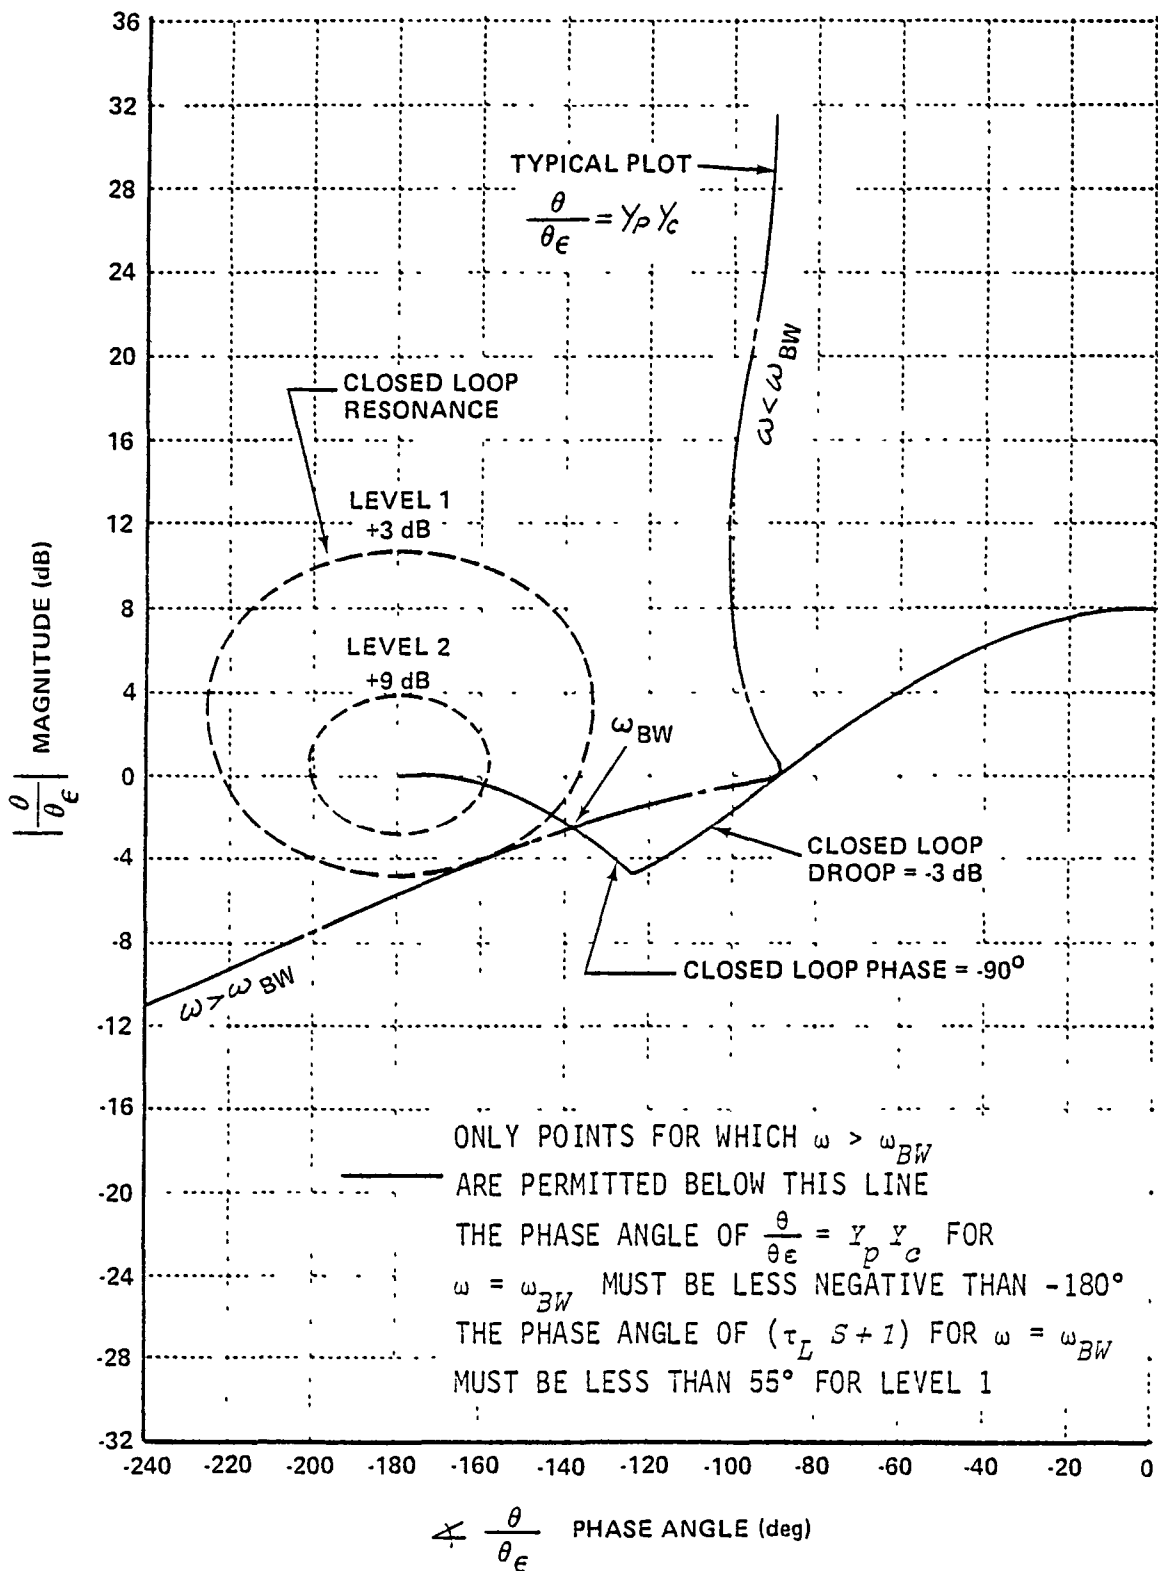 36
32
28
24
20
16
12
8
4
0
-4
-8
-12
-16
-20
-24
-28
-32
|θ/θϵ| MAGNITUDE (dB)
TYPICAL PLOT
θ/θϵ = Yp Yc
ω < ωBW
CLOSED LOOP
RESONANCE
LEVEL 1
+3 dB
LEVEL 2
+9 dB
ωBW
CLOSED LOOP
DROOP = -3 dB
CLOSED LOOP PHASE = -90°
ω > ωBW
ONLY POINTS FOR WHICH ω > ωBW
ARE PERMITTED BELOW THIS LINE
THE PHASE ANGLE OF θ/θϵ = Yp Yc FOR
ω = ωBW MUST BE LESS NEGATIVE THAN -180°
THE PHASE ANGLE OF (τL S+1) FOR ω = ωBW
MUST BE LESS THAN 55° FOR LEVEL 1
-240 -220 -200 -180 -160 -140 -120 -100 -80 -60 -40 -20 0
∡ θ/θϵ PHASE ANGLE (deg)